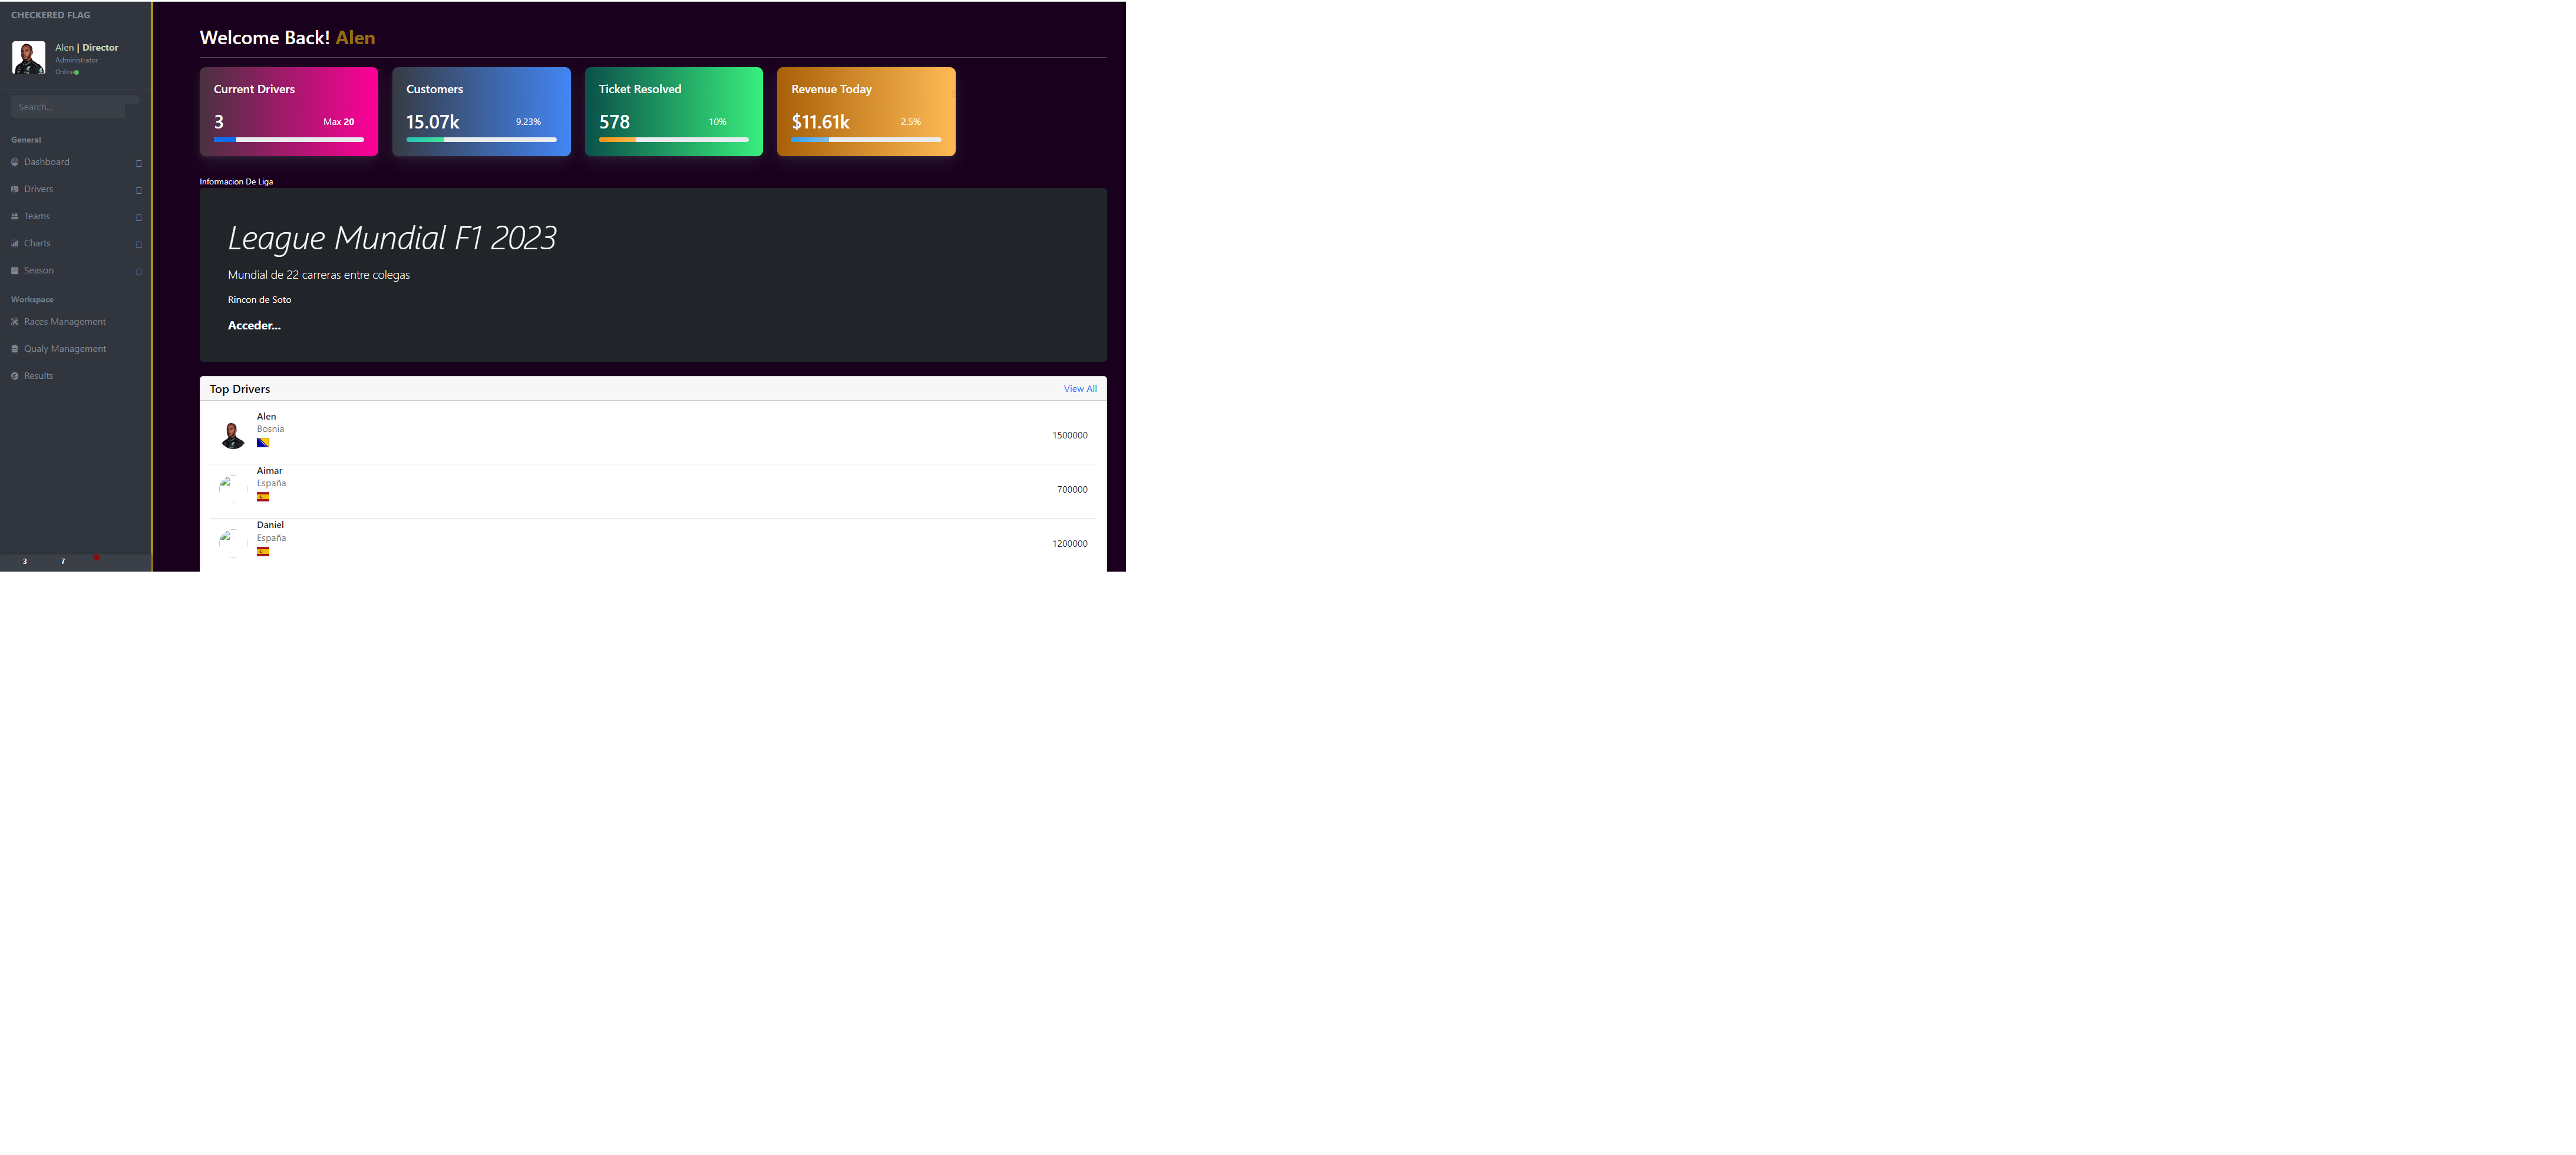 CHECKERED FLAG
Alen | Director
Administrator
Online
Search...
General
Dashboard
Drivers
Teams
Charts
Season
Workspace
Races Management
Qualy Management
Results
3
7
Welcome Back! Alen
Current Drivers
3
Max 20
Customers
15.07k
9.23%
Ticket Resolved
578
10%
Revenue Today
$11.61k
2.5%
Informacion De Liga
League Mundial F1 2023
Mundial de 22 carreras entre colegas
Rincon de Soto
Acceder...
Top Drivers
View All
Alen
Bosnia
1500000
Aimar
España
700000
Daniel
España
1200000